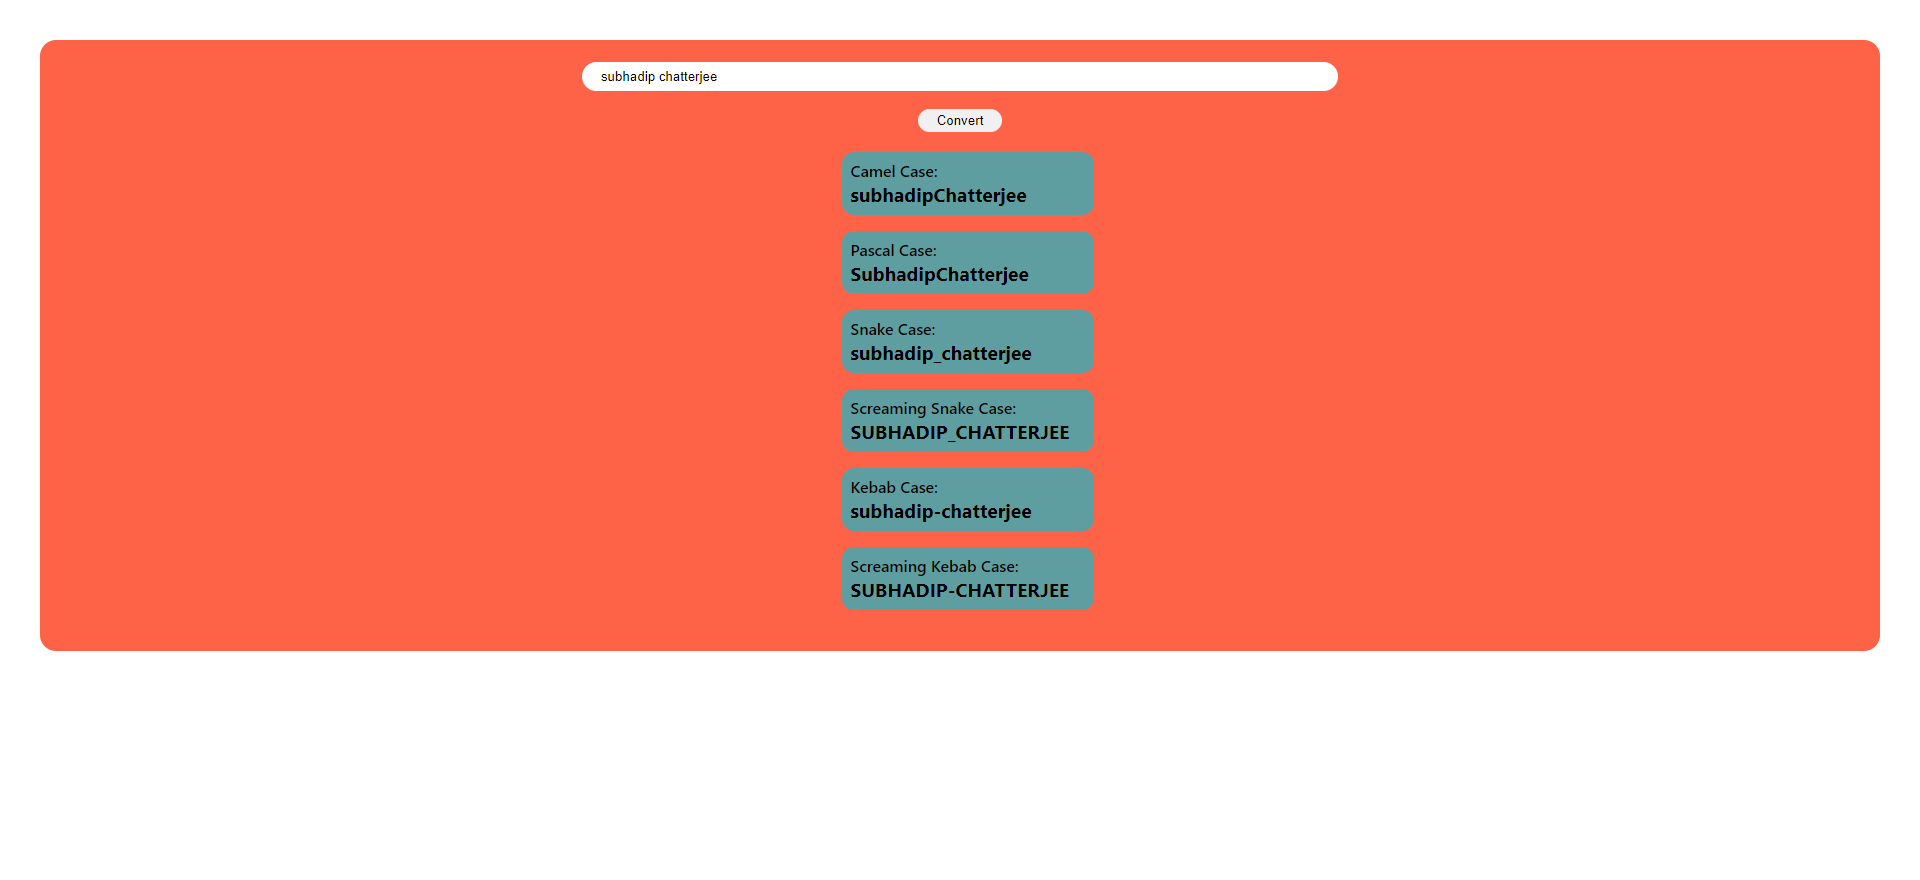 subhadip chatterjee
Convert
Camel Case:
subhadipChatterjee
Pascal Case:
SubhadipChatterjee
Snake Case:
subhadip_chatterjee
Screaming Snake Case:
SUBHADIP_CHATTERJEE
Kebab Case:
subhadip-chatterjee
Screaming Kebab Case:
SUBHADIP-CHATTERJEE